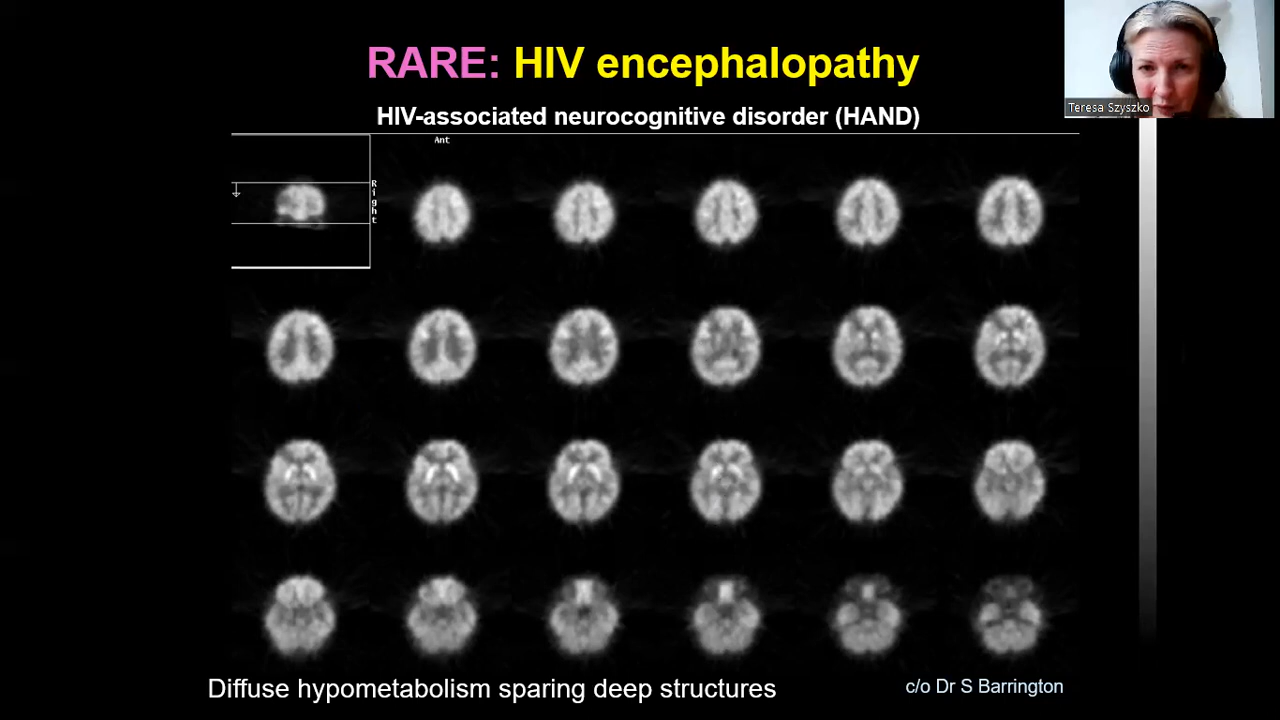 RARE: HIV encephalopathy
HIV-associated neurocognitive disorder (HAND)
Teresa Szyszko
Ant
Right
Diffuse hypometabolism sparing deep structures
c/o Dr S Barrington